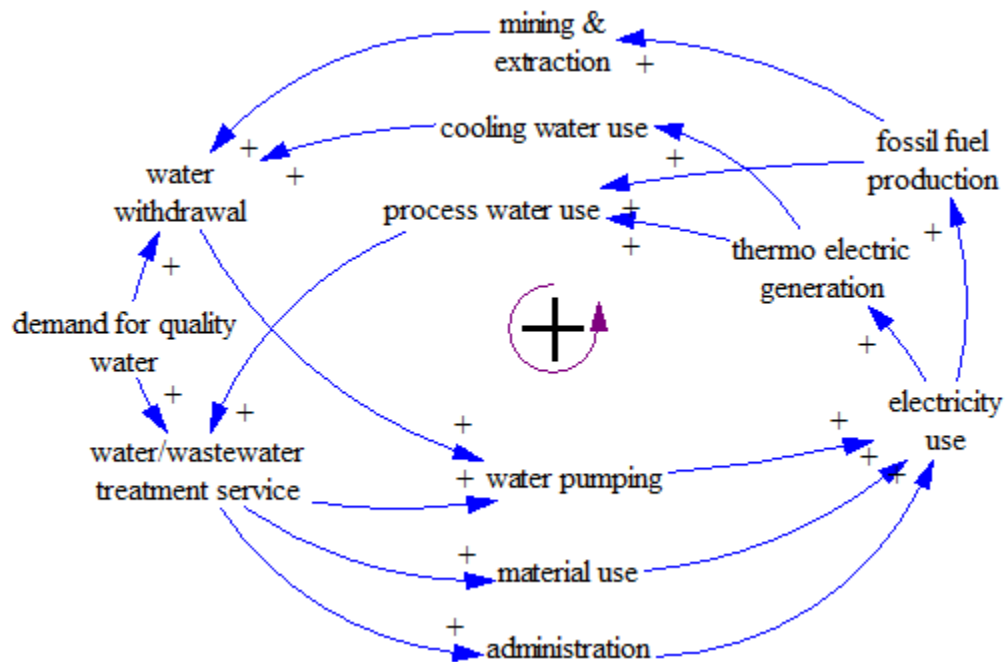 mining &
extraction
+
cooling water use
+
+
+
fossil fuel
production
water
withdrawal
process water use
+
+
+
thermo electric
generation
+
demand for quality
water
+
+
+
+
electricity
use
water/wastewater
treatment service
+
+
water pumping
+
+
+
+
material use
+
administration